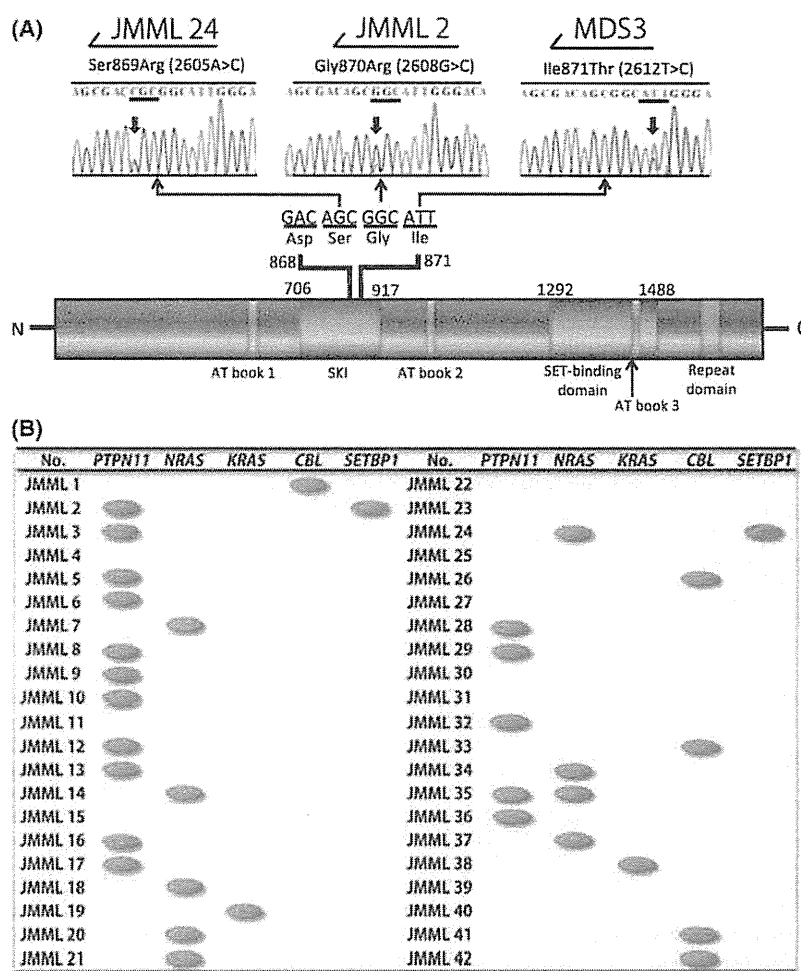 (A)
JMML 24 JMML 2 MDS3
Ser869Arg (2605A>C) Gly870Arg (2608G>C) Ile871Thr (2612T>C)
AGCGACCGCGGCATTGGGA AGCGACAGCGGCATTGGGACA AGCGACAGCGGCATTGGGA
GAC AGC GGC ATT
Asp Ser Gly Ile
868 871
706 917 1292 1488
N C
AT book 1 SKI AT book 2 SET-binding domain Repeat domain
AT book 3
(B)
No. PTPN11 NRAS KRAS CBL SETBP1 No. PTPN11 NRAS KRAS CBL SETBP1
JMML 1 JMML 22
JMML 2 JMML 23
JMML 3 JMML 24
JMML 4 JMML 25
JMML 5 JMML 26
JMML 6 JMML 27
JMML 7 JMML 28
JMML 8 JMML 29
JMML 9 JMML 30
JMML 10 JMML 31
JMML 11 JMML 32
JMML 12 JMML 33
JMML 13 JMML 34
JMML 14 JMML 35
JMML 15 JMML 36
JMML 16 JMML 37
JMML 17 JMML 38
JMML 18 JMML 39
JMML 19 JMML 40
JMML 20 JMML 41
JMML 21 JMML 42